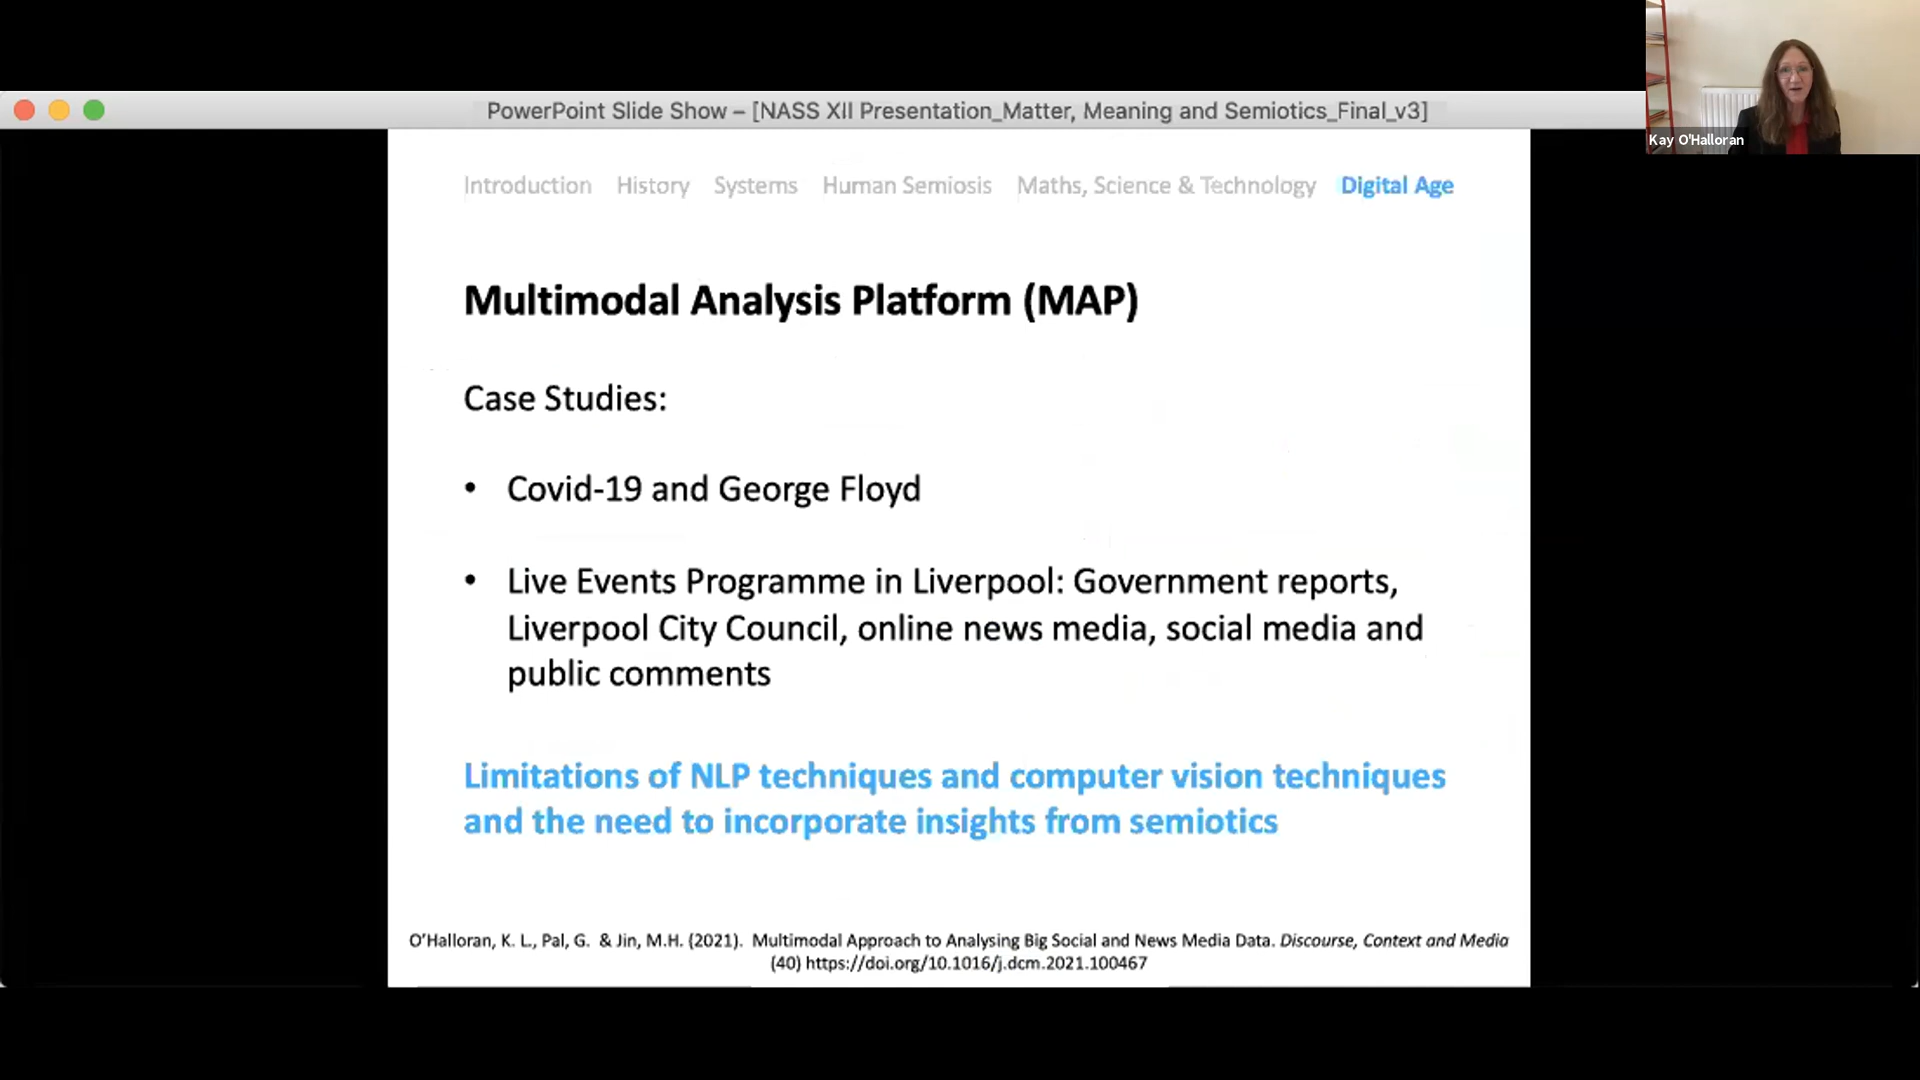 PowerPoint Slide Show – [NASS XII Presentation_Matter, Meaning and Semiotics_Final_v3]
Kay O'Halloran
Introduction History Systems Human Semiosis Maths, Science & Technology Digital Age
Multimodal Analysis Platform (MAP)
Case Studies:
• Covid-19 and George Floyd
• Live Events Programme in Liverpool: Government reports,
Liverpool City Council, online news media, social media and
public comments
Limitations of NLP techniques and computer vision techniques
and the need to incorporate insights from semiotics
O'Halloran, K. L., Pal, G. & Jin, M.H. (2021). Multimodal Approach to Analysing Big Social and News Media Data. Discourse, Context and Media
(40) https://doi.org/10.1016/j.dcm.2021.100467